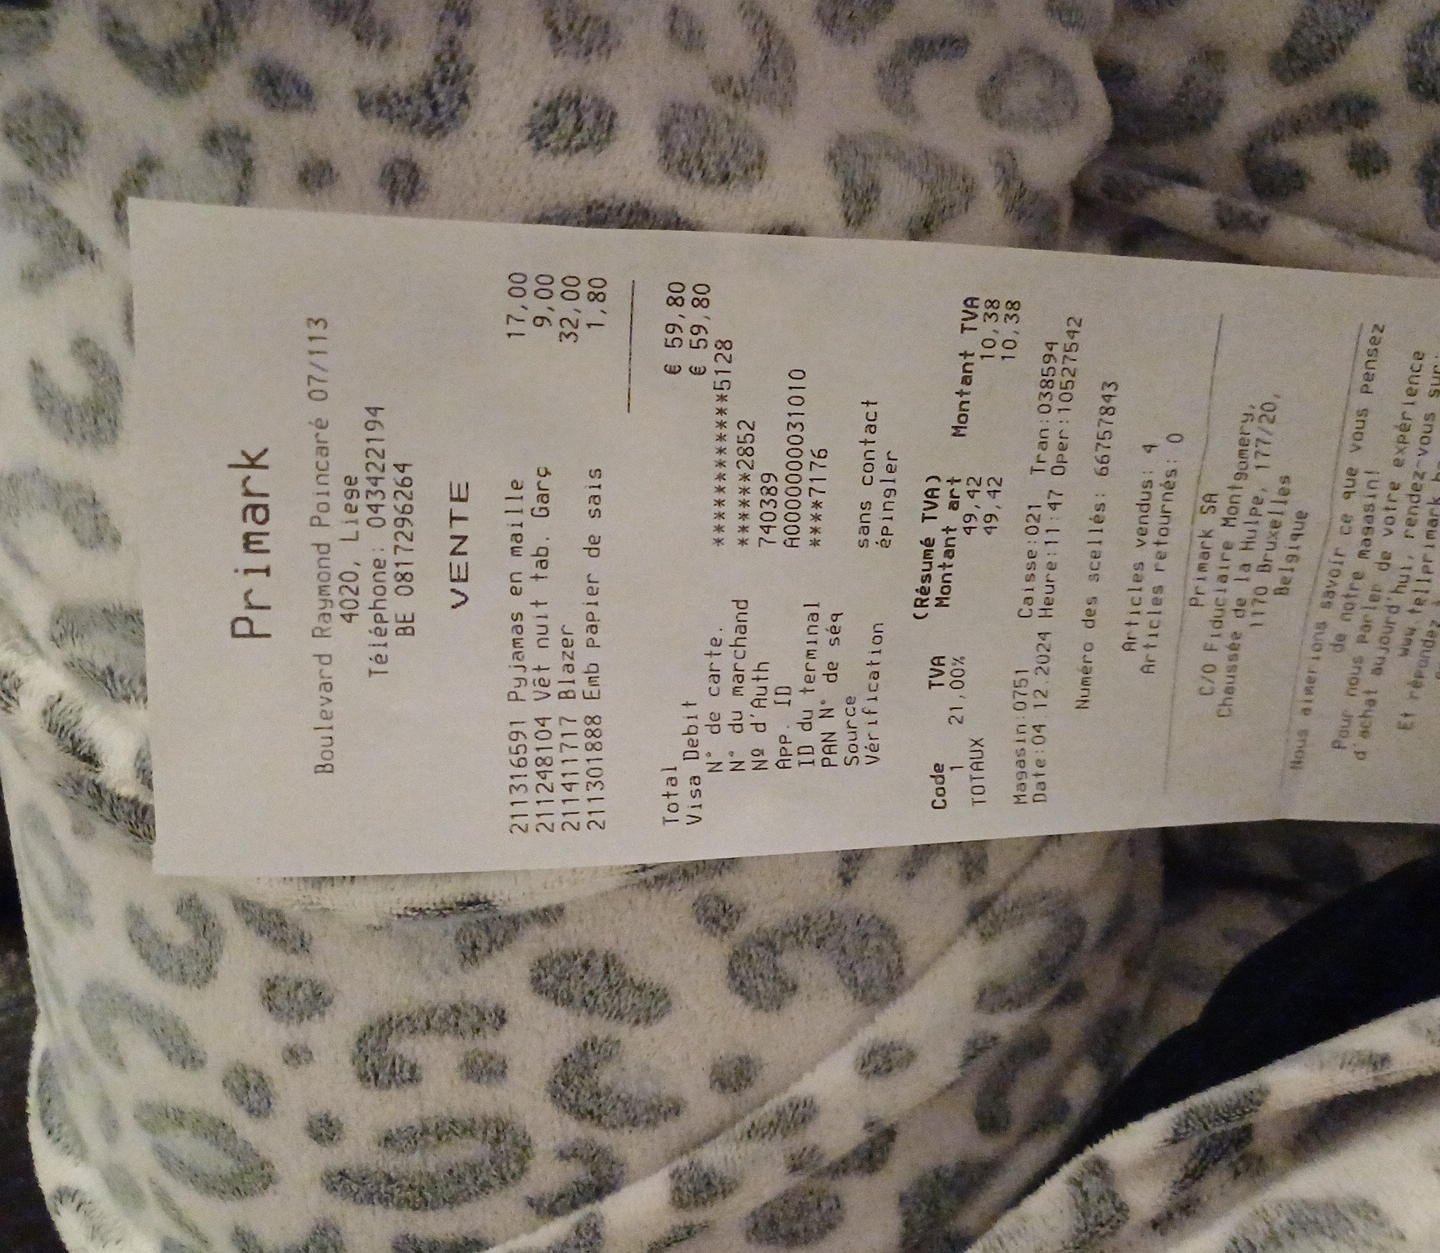 Primark
Boulevard Raymond Poincaré 07/113
4020, Liege
Téléphone: 043422194
BE 0817296264
VENTE
211316591 Pyjamas en maille 17,00
211248104 Vêt nuit tab. Garç 9,00
211411717 Blazer 32,00
211301888 Emb papier de sais 1,80
Total € 59,80
Visa Debit € 59,80
N° de carte. ************5128
N° du marchand ******2852
Nº d'Auth 740389
App. ID A0000000031010
ID du terminal ****7176
PAN N° de séq
Source sans contact
Vérification épingler
(Résumé TVA)
Code TVA Montant art Montant TVA
1 21,00% 49,42 10,38
TOTAUX 49,42 10,38
Magasin:0751 Caisse:021 Tran:038594
Date:04 12.2024 Heure:11:47 Oper:10527542
Numéro des scellés: 66757843
Articles vendus: 4
Articles retournés: 0
Primark SA
C/O Fiduciaire Montgomery,
Chaussée de la Hulpe, 177/20,
1170 Bruxelles
Belgique
Nous aimerions savoir ce que vous pensez
de notre magasin!
Pour nous parler de votre expérience
d'achat aujourd'hui, rendez-vous sur:
www.tellprimark
Et répondez à